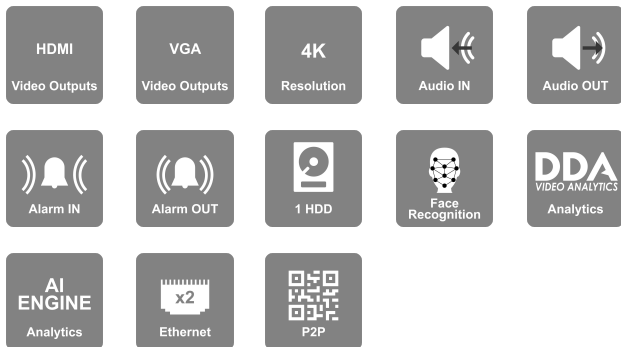 HDMI
Video Outputs
VGA
Video Outputs
4K
Resolution
Audio IN
Audio OUT
Alarm IN
Alarm OUT
1 HDD
Face
Recognition
DDA
VIDEO ANALYTICS
Analytics
AI
ENGINE
Analytics
x2
Ethernet
P2P